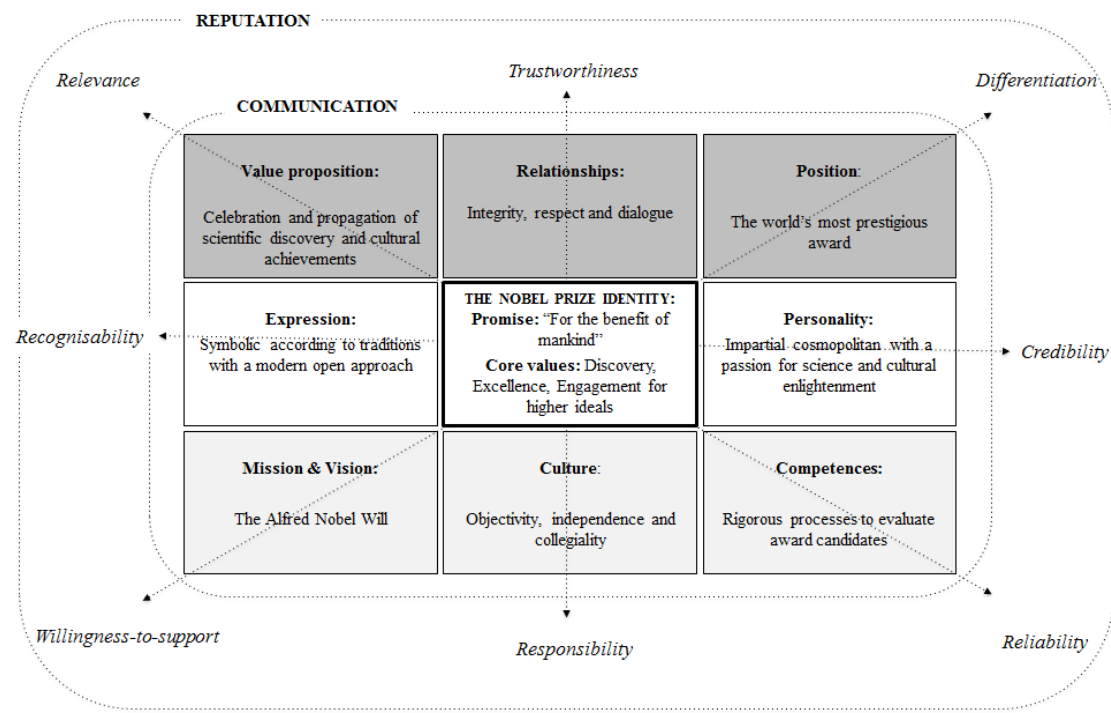 REPUTATION
Relevance
Trustworthiness
Differentiation
COMMUNICATION
Value proposition:
Celebration and propagation of
scientific discovery and cultural
achievements
Relationships:
Integrity, respect and dialogue
Position:
The world's most prestigious
award
Recognisability
Expression:
Symbolic according to traditions
with a modern open approach
THE NOBEL PRIZE IDENTITY:
Promise: “For the benefit of
mankind”
Core values: Discovery,
Excellence, Engagement for
higher ideals
Personality:
Impartial cosmopolitan with a
passion for science and cultural
enlightenment
Credibility
Mission & Vision:
The Alfred Nobel Will
Culture:
Objectivity, independence and
collegiality
Competences:
Rigorous processes to evaluate
award candidates
Willingness-to-support
Responsibility
Reliability